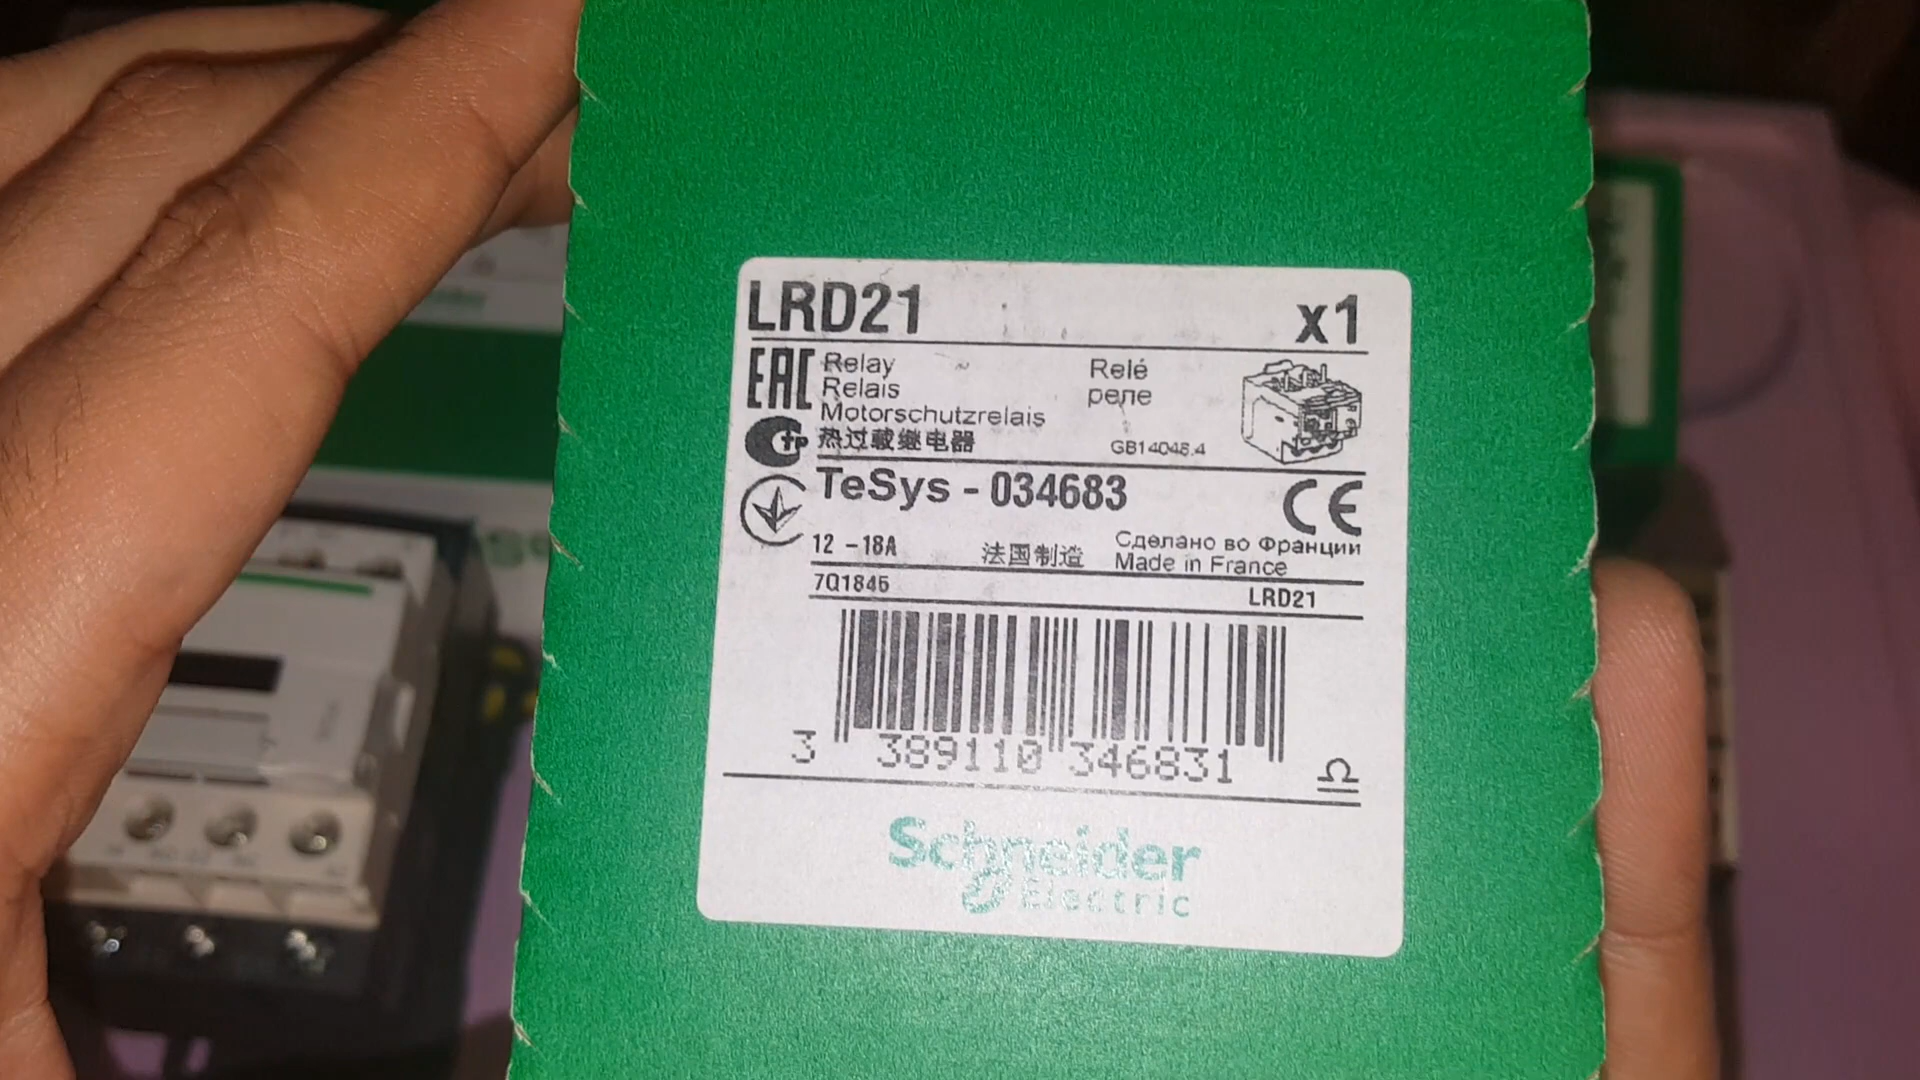 LRD21 x1
EAC Relay Relé
Relais реле
Motorschutzrelais
热过载继电器 GB14048.4
TeSys - 034683 CE
12 -18A 法国制造 Сделано во Франции
Made in France
7Q1845 LRD21
3 389110 346831
Schneider
Electric